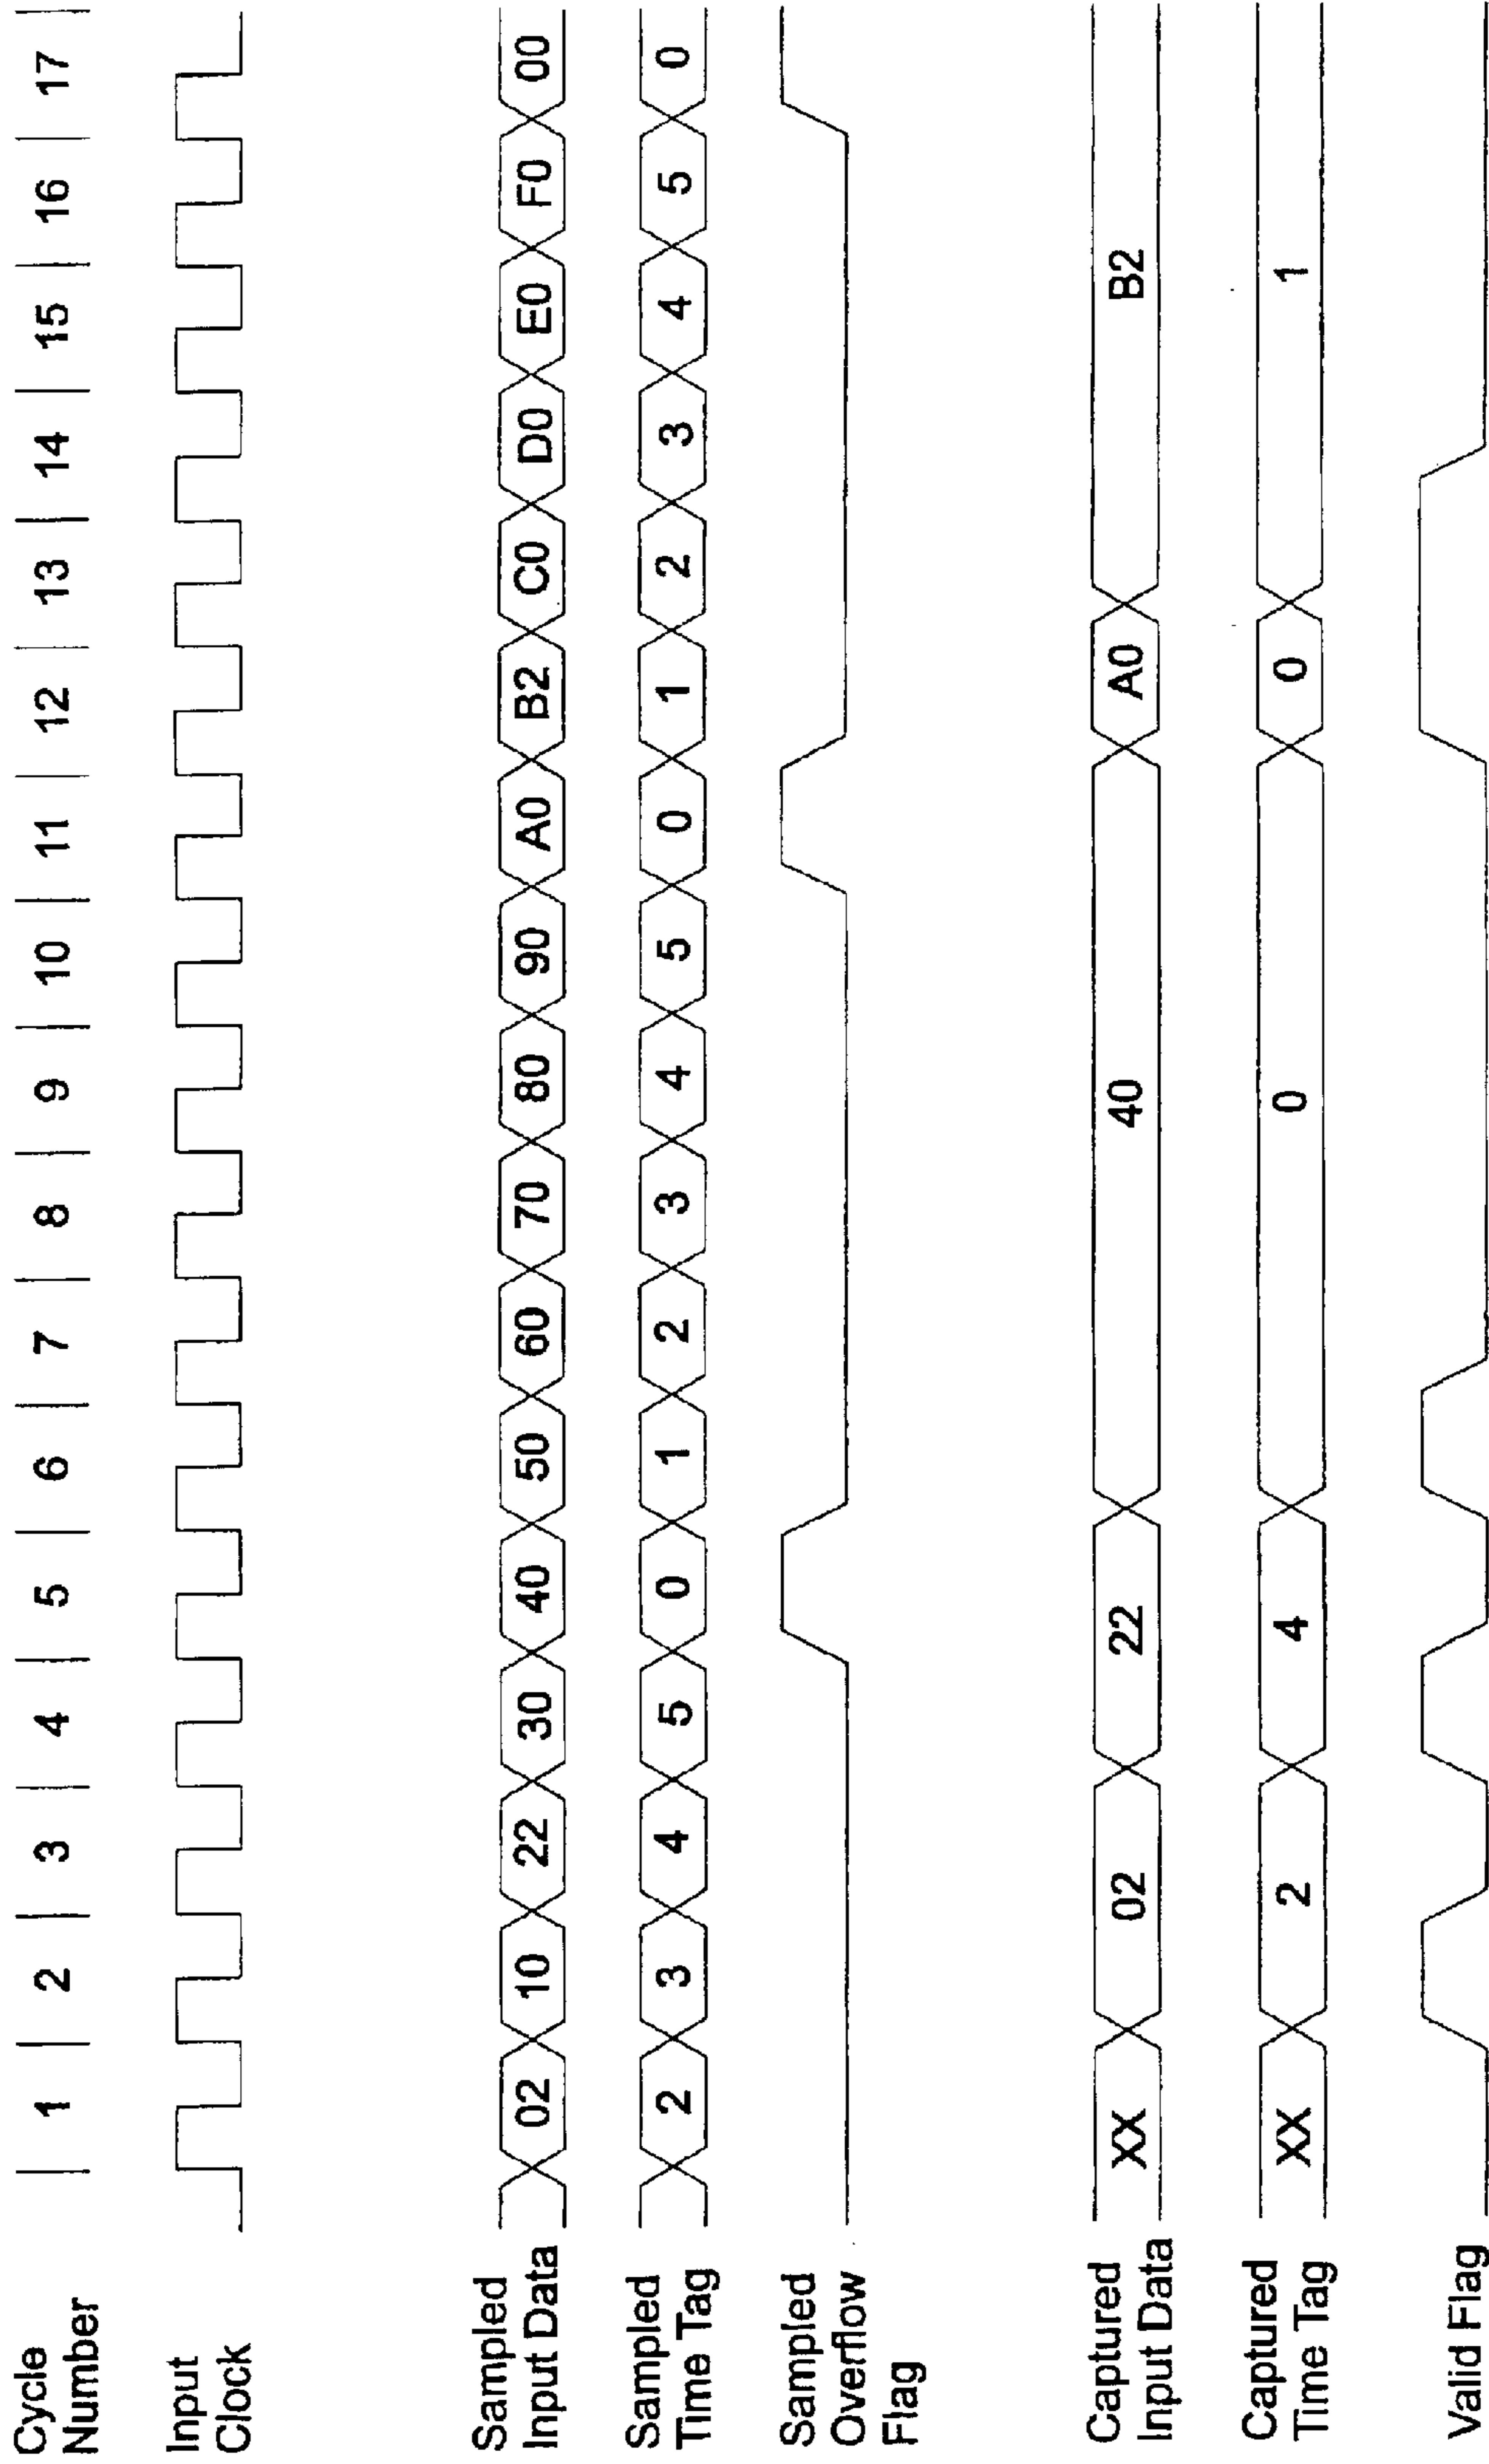 Cycle
Number
1 2 3 4 5 6 7 8 9 10 11 12 13 14 15 16 17
Input
Clock
Sampled
Input Data
02 10 22 30 40 50 60 70 80 90 A0 B2 C0 D0 E0 F0 00
Sampled
Time Tag
2 3 4 5 0 1 2 3 4 5 0 1 2 3 4 5 0
Sampled
Overflow
Flag
Captured
Input Data
XX 02 22 40 A0 B2
Captured
Time Tag
XX 2 4 0 0 1
Valid Flag